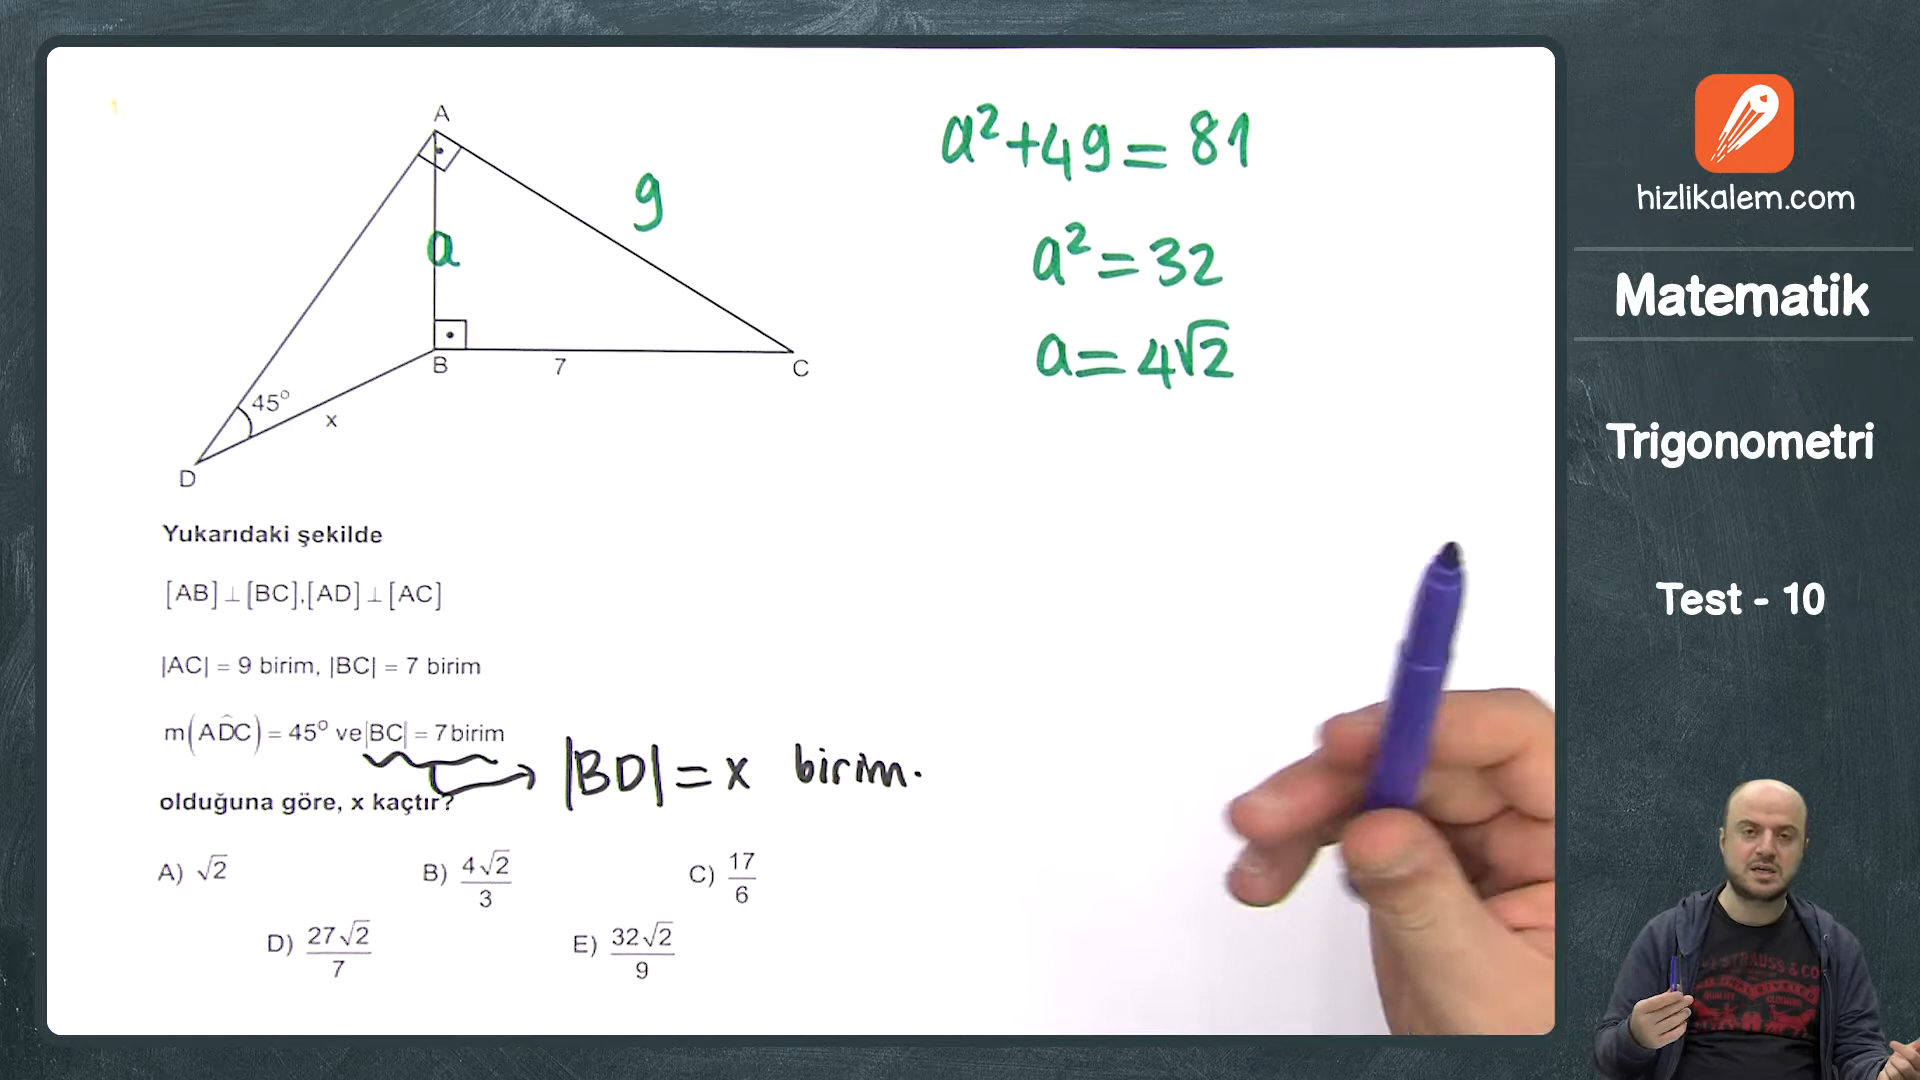 A
a
9
B
7
C
45°
x
D
a² + 49 = 81
a² = 32
a = 4√2
Yukarıdaki şekilde
[AB] ⊥ [BC], [AD] ⊥ [AC]
|AC| = 9 birim, |BC| = 7 birim
m(ADC) = 45° ve |BC| = 7 birim
|BD| = x birim.
olduğuna göre, x kaçtır?
A) √2 B) 4√2/3 C) 17/6
D) 27√2/7 E) 32√2/9
hizlikalem.com
Matematik
Trigonometri
Test - 10